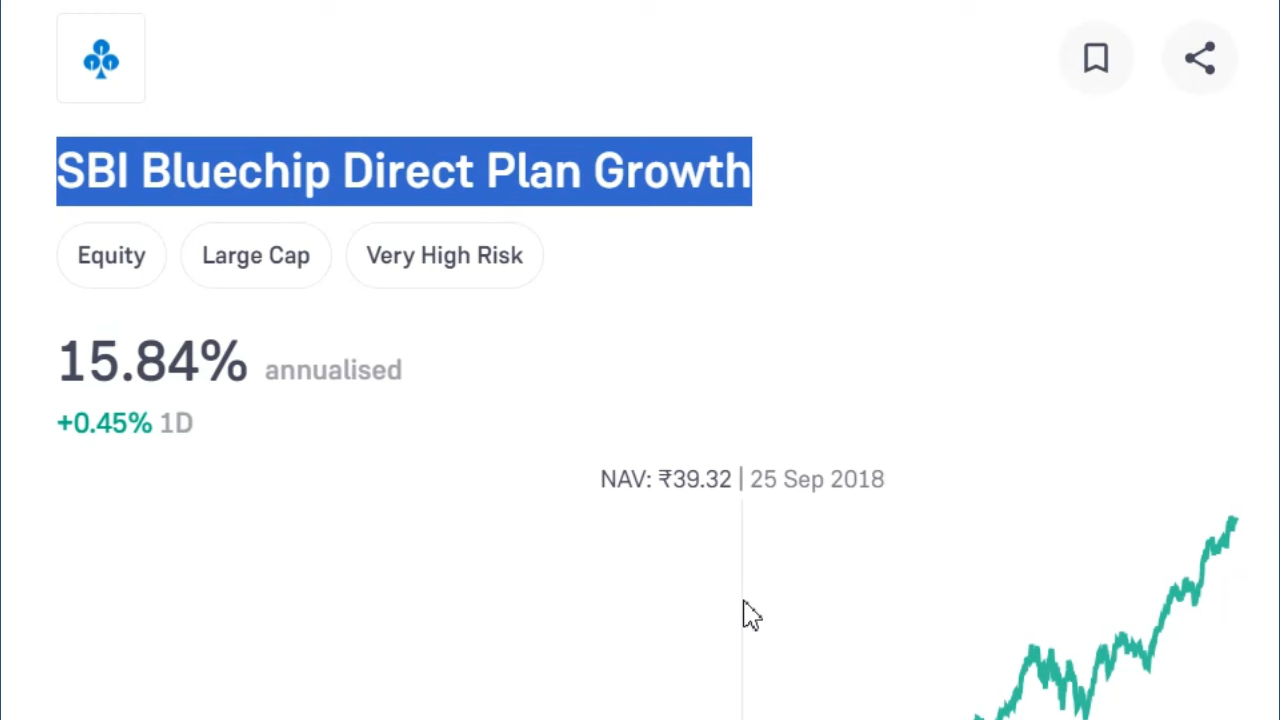 SBI Bluechip Direct Plan Growth
Equity Large Cap Very High Risk
15.84% annualised
+0.45% 1D
NAV: ₹39.32 | 25 Sep 2018